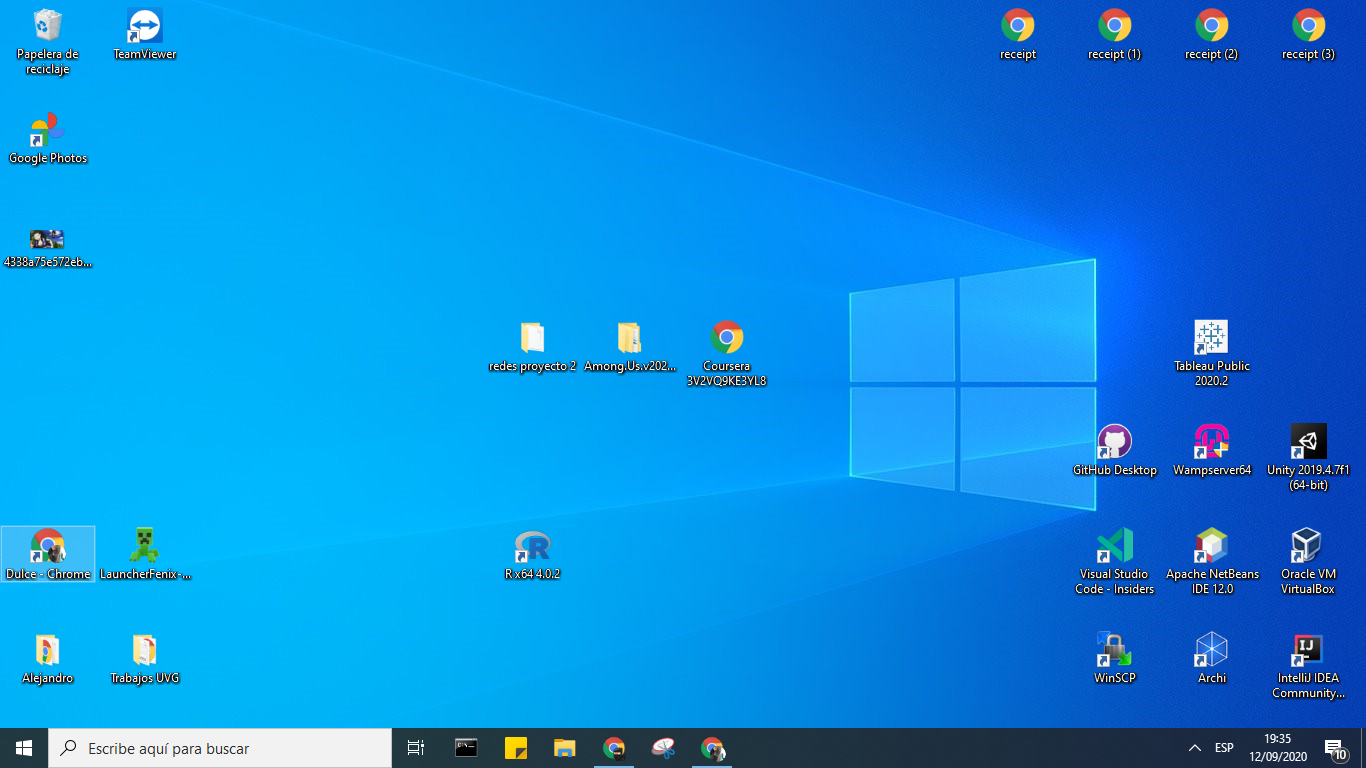 Papelera de
reciclaje
TeamViewer
receipt
receipt (1)
receipt (2)
receipt (3)
Google Photos
4338a75e572eb...
redes proyecto 2
Among.Us.v202...
Coursera
3V2VQ9KE3YL8
Tableau Public
2020.2
GitHub Desktop
Wampserver64
Unity 2019.4.7f1
(64-bit)
Dulce - Chrome
LauncherFenix-...
R x64 4.0.2
Visual Studio
Code - Insiders
Apache NetBeans
IDE 12.0
Oracle VM
VirtualBox
Alejandro
Trabajos UVG
WinSCP
Archi
IJ
IntelliJ IDEA
Community...
Escribe aquí para buscar
ESP
19:35
12/09/2020
10